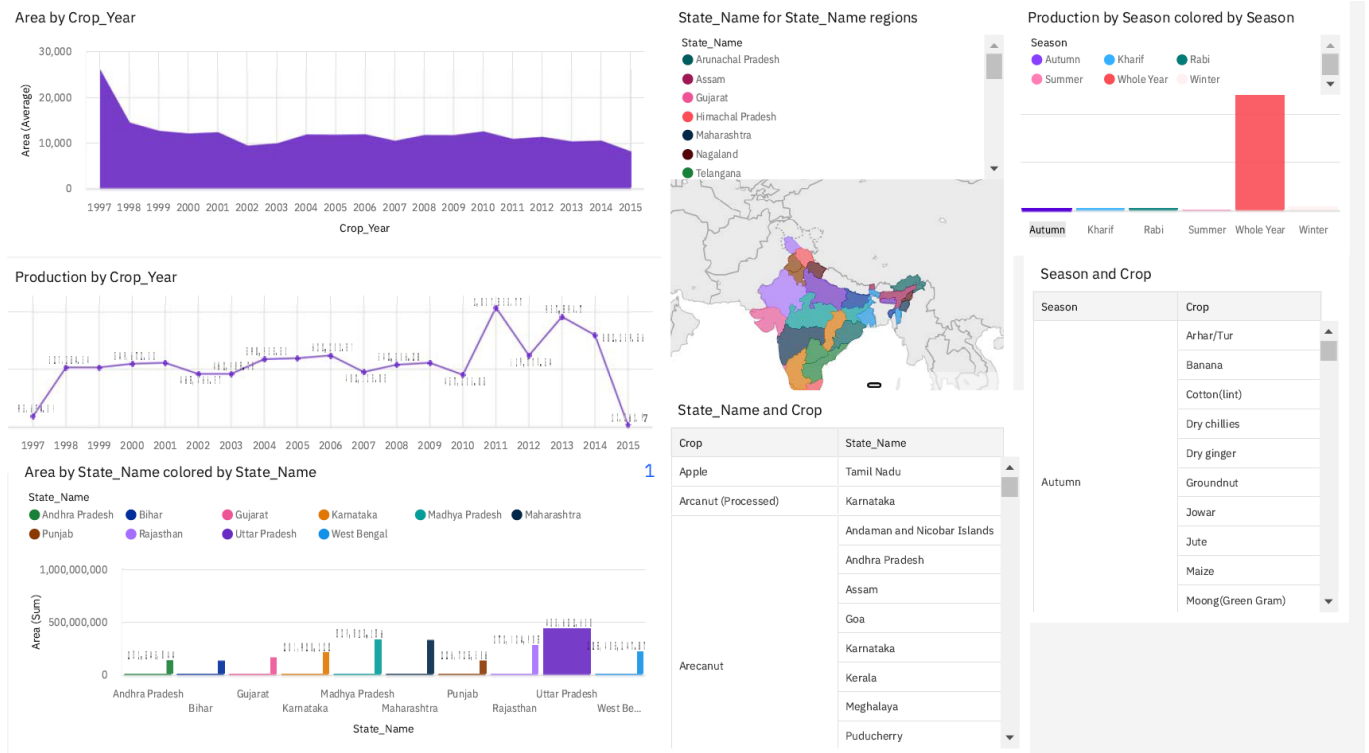 Area by Crop_Year
Area (Average)
30,000
20,000
10,000
0
1997 1998 1999 2000 2001 2002 2003 2004 2005 2006 2007 2008 2009 2010 2011 2012 2013 2014 2015
Crop_Year
Production by Crop_Year
1997 1998 1999 2000 2001 2002 2003 2004 2005 2006 2007 2008 2009 2010 2011 2012 2013 2014 2015
Area by State_Name colored by State_Name
1
State_Name
Andhra Pradesh Bihar Gujarat Karnataka Madhya Pradesh Maharashtra
Punjab Rajasthan Uttar Pradesh West Bengal
Area (Sum)
1,000,000,000
500,000,000
0
Andhra Pradesh Gujarat Madhya Pradesh Punjab Uttar Pradesh
Bihar Karnataka Maharashtra Rajasthan West Be...
State_Name
State_Name for State_Name regions
State_Name
Arunachal Pradesh
Assam
Gujarat
Himachal Pradesh
Maharashtra
Nagaland
Telangana
State_Name and Crop
Crop State_Name
Apple Tamil Nadu
Arcanut (Processed) Karnataka
Andaman and Nicobar Islands
Andhra Pradesh
Assam
Goa
Karnataka
Arecanut
Kerala
Meghalaya
Puducherry
Production by Season colored by Season
Season
Autumn Kharif Rabi
Summer Whole Year Winter
Autumn Kharif Rabi Summer Whole Year Winter
Season and Crop
Season Crop
Arhar/Tur
Banana
Cotton(lint)
Dry chillies
Dry ginger
Autumn
Groundnut
Jowar
Jute
Maize
Moong(Green Gram)